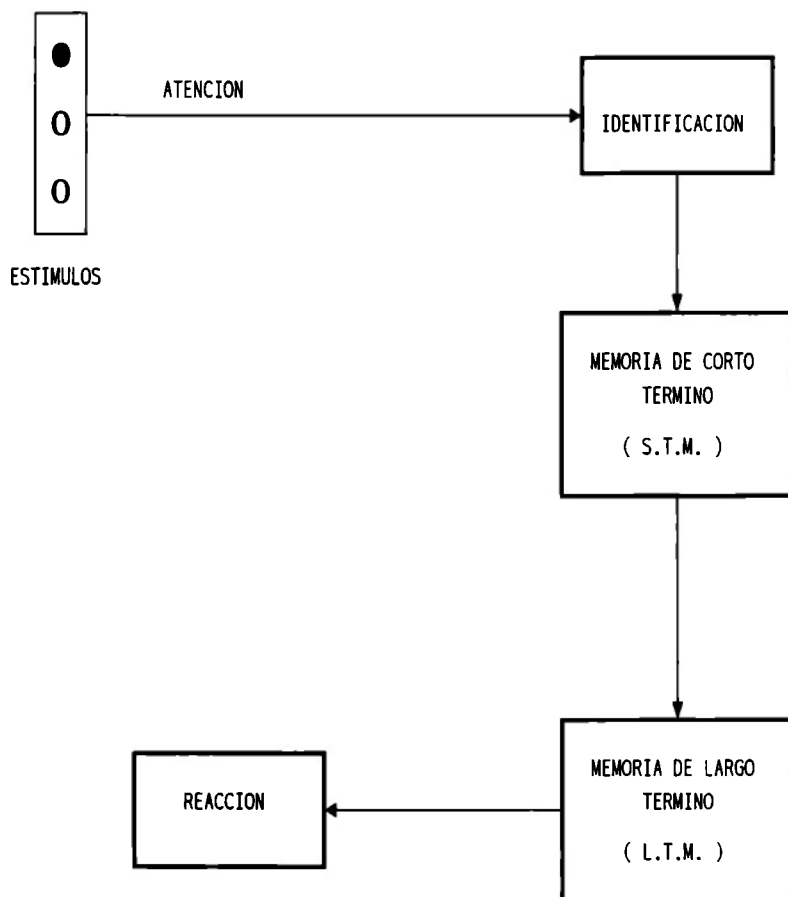 ATENCION
IDENTIFICACION
ESTIMULOS
MEMORIA DE CORTO
TERMINO
( S.T.M. )
MEMORIA DE LARGO
TERMINO
( L.T.M. )
REACCION